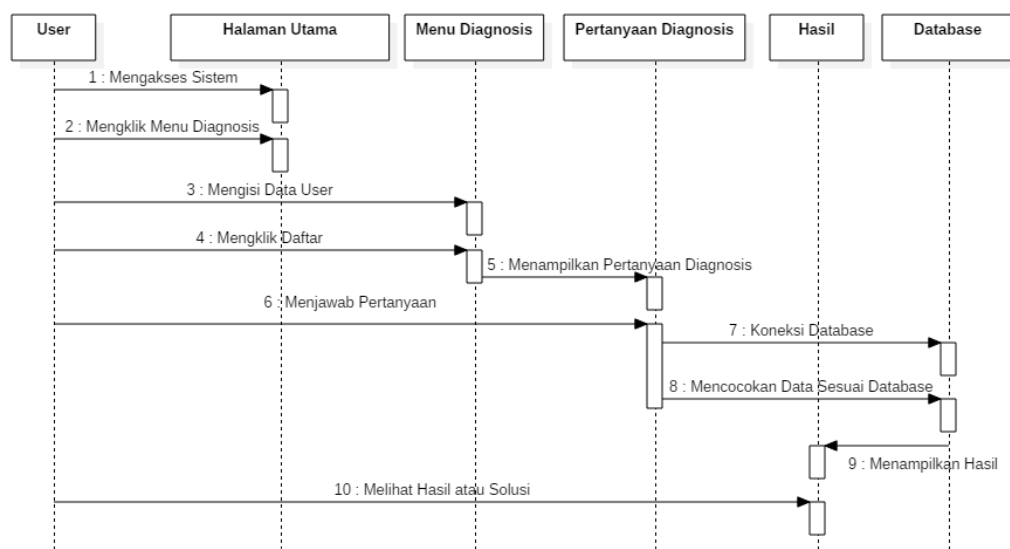 User
Halaman Utama
Menu Diagnosis
Pertanyaan Diagnosis
Hasil
Database
1 : Mengakses Sistem
2 : Mengklik Menu Diagnosis
3 : Mengisi Data User
4 : Mengklik Daftar
5 : Menampilkan Pertanyaan Diagnosis
6 : Menjawab Pertanyaan
7 : Koneksi Database
8 : Mencocokan Data Sesuai Database
9 : Menampilkan Hasil
10 : Melihat Hasil atau Solusi